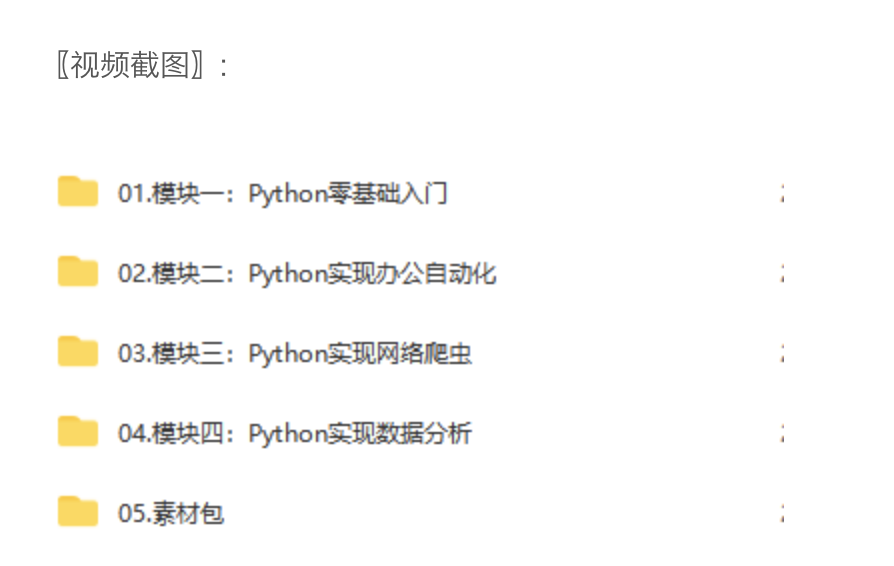 〖视频截图〗:
01.模块一：Python零基础入门
02.模块二：Python实现办公自动化
03.模块三：Python实现网络爬虫
04.模块四：Python实现数据分析
05.素材包